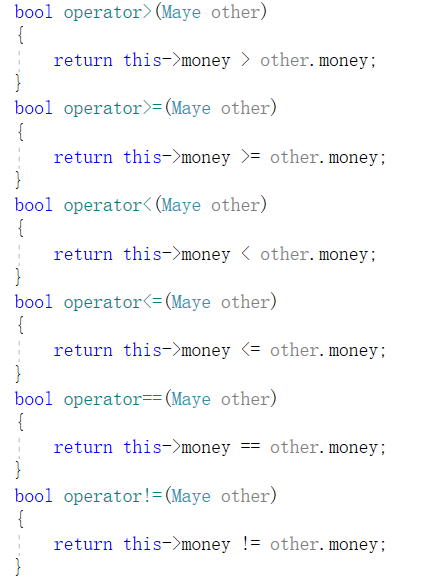 bool operator>(Maye other)
{
    return this->money > other.money;
}
bool operator>=(Maye other)
{
    return this->money >= other.money;
}
bool operator<(Maye other)
{
    return this->money < other.money;
}
bool operator<=(Maye other)
{
    return this->money <= other.money;
}
bool operator==(Maye other)
{
    return this->money == other.money;
}
bool operator!=(Maye other)
{
    return this->money != other.money;
}